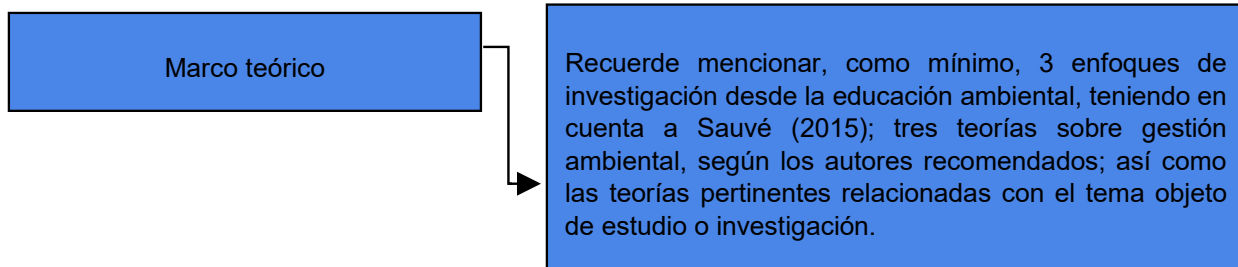 Marco teórico
Recuerde mencionar, como mínimo, 3 enfoques de
investigación desde la educación ambiental, teniendo en
cuenta a Sauvé (2015); tres teorías sobre gestión
ambiental, según los autores recomendados; así como
las teorías pertinentes relacionadas con el tema objeto
de estudio o investigación.